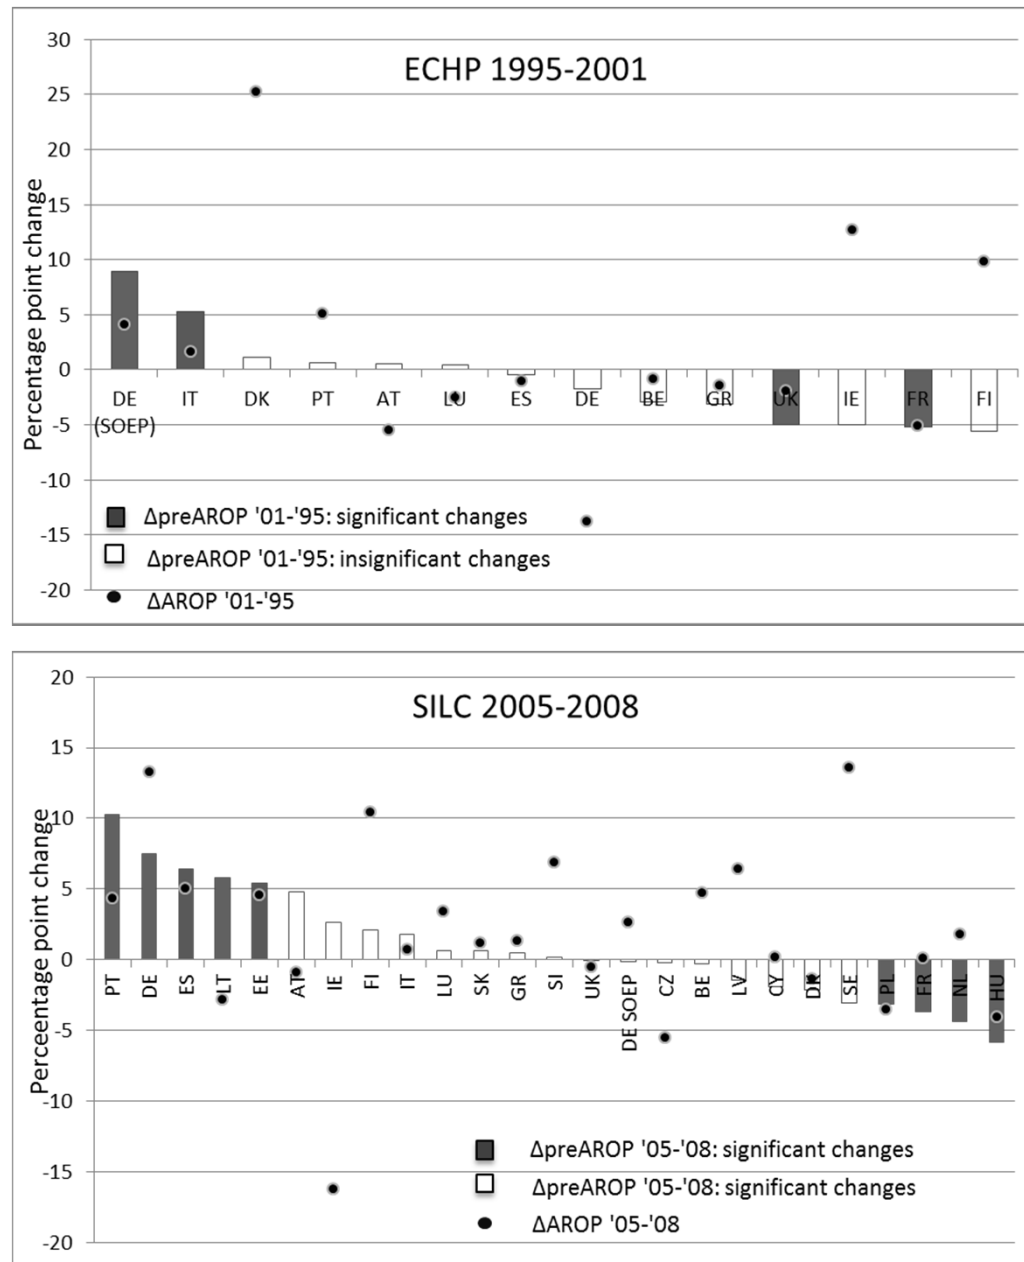 ECHP 1995-2001
Percentage point change
30
25
20
15
10
5
0
-5
-10
-15
-20
DE IT DK PT AT LU ES DE BE GR UK IE FR FI
(SOEP)
ΔpreAROP '01-'95: significant changes
ΔpreAROP '01-'95: insignificant changes
ΔAROP '01-'95
SILC 2005-2008
Perceentage point change
20
15
10
5
0
-5
-10
-15
-20
PT DE ES LT EE AT IE FI IT LU SK GR SI UK DE SOEP CZ BE LV CY DK SE PL FR NL HU
ΔpreAROP '05-'08: significant changes
ΔpreAROP '05-'08: significant changes
ΔAROP '05-'08